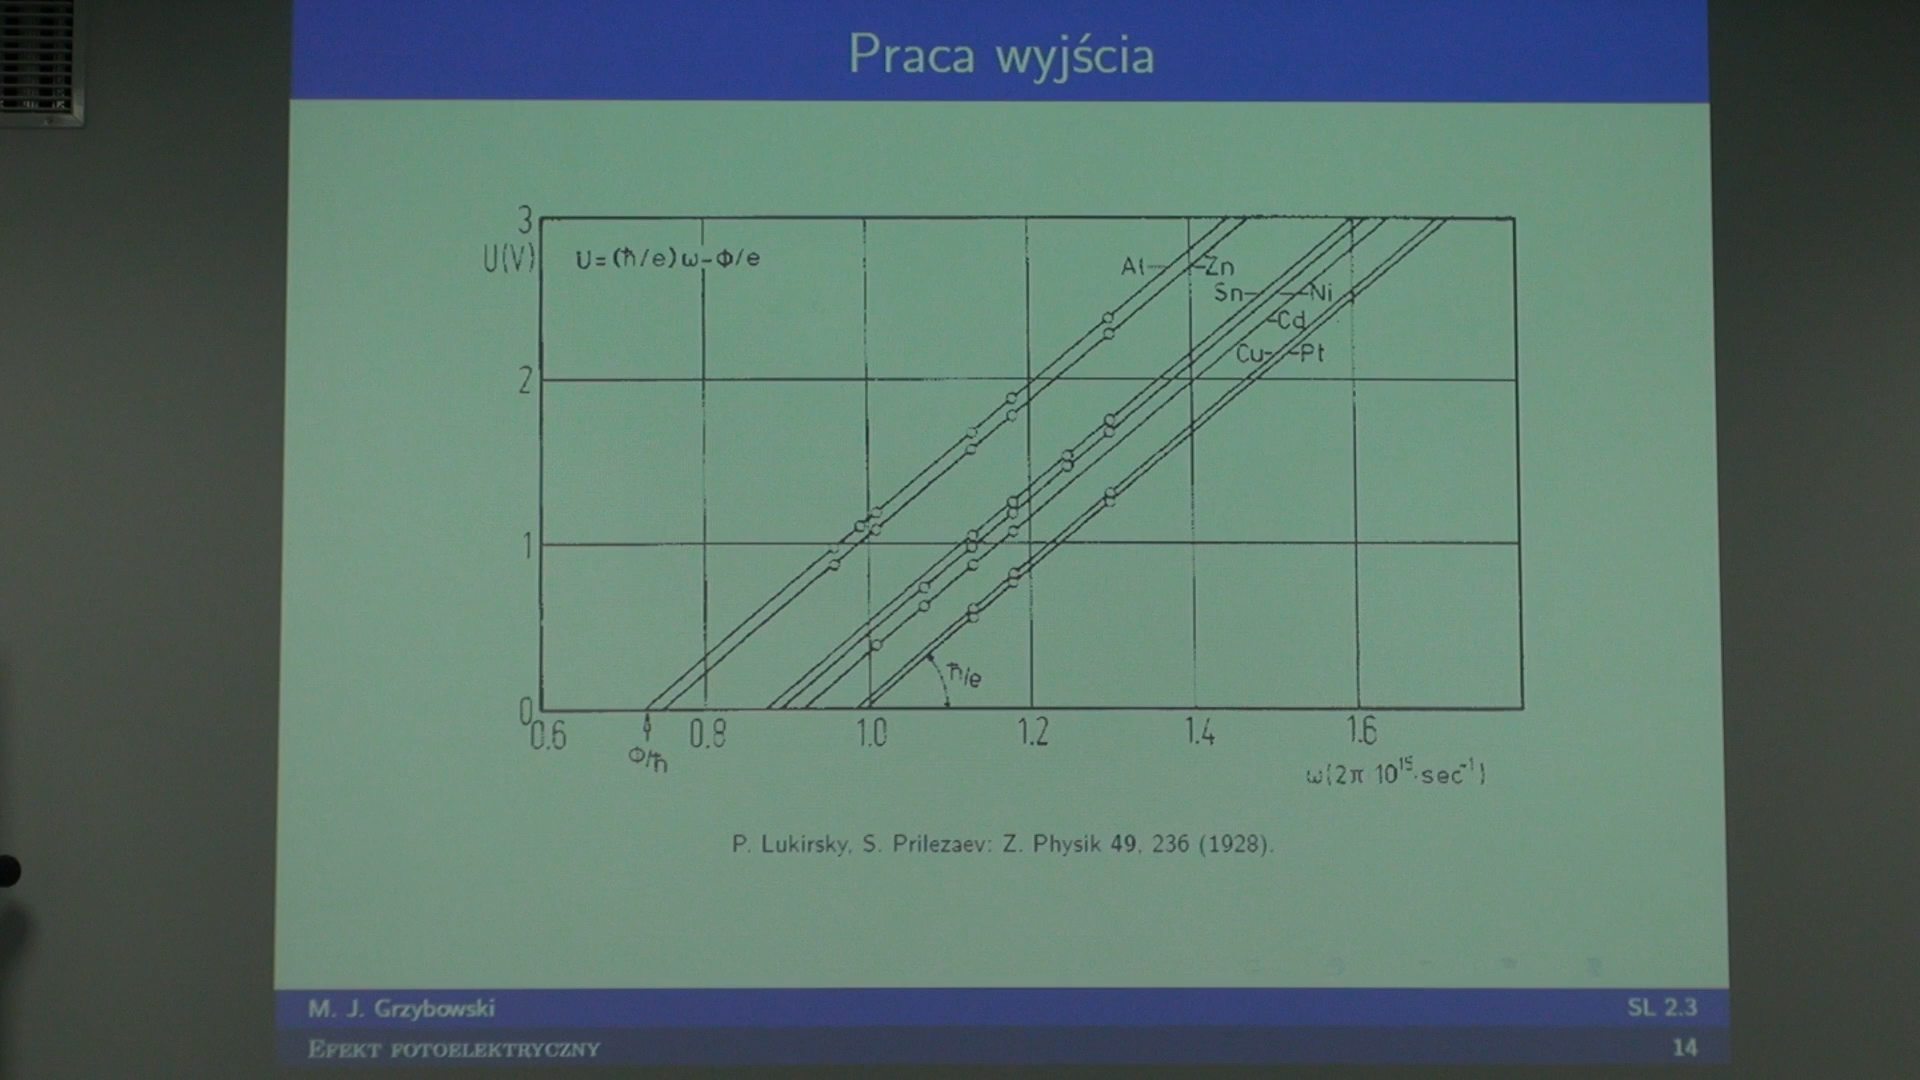 Praca wyjścia
3
U(V)
U=(ħ/e)ω-Φ/e
Al
Zn
Sn
Ni
Cd
Cu
Pt
2
1
ħ/e
0
0.6
0.8
1.0
1.2
1.4
1.6
Φ/ħ
ω(2π 10¹⁵·sec⁻¹)
P. Lukirsky, S. Prilezaev: Z. Physik 49, 236 (1928).
M. J. Grzybowski
SL 2.3
Efekt fotoelektryczny
14